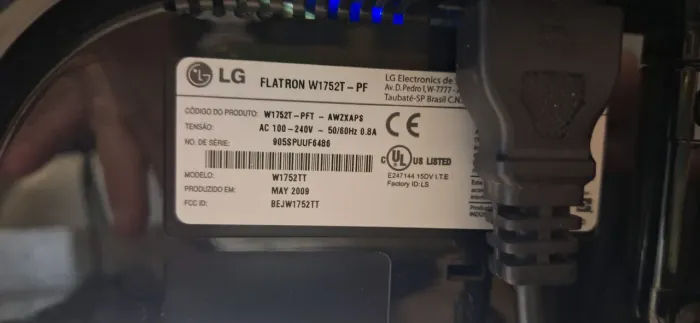 LG FLATRON W1752T-PF
LG Electronics de
Av. D. Pedro I, W-7777
Taubaté-SP Brasil C.N.
CÓDIGO DO PRODUTO: W1752T-PFT - AWZXAPS
TENSÃO: AC 100-240V ~ 50/60Hz 0.8A
NO. DE SÉRIE: 905SPUUF6486
CE
C UL US LISTED
E247144 15DV I.T.E
Factory ID: LS
MODELO: W1752TT
PRODUZIDO EM: MAY 2009
FCC ID: BEJW1752TT